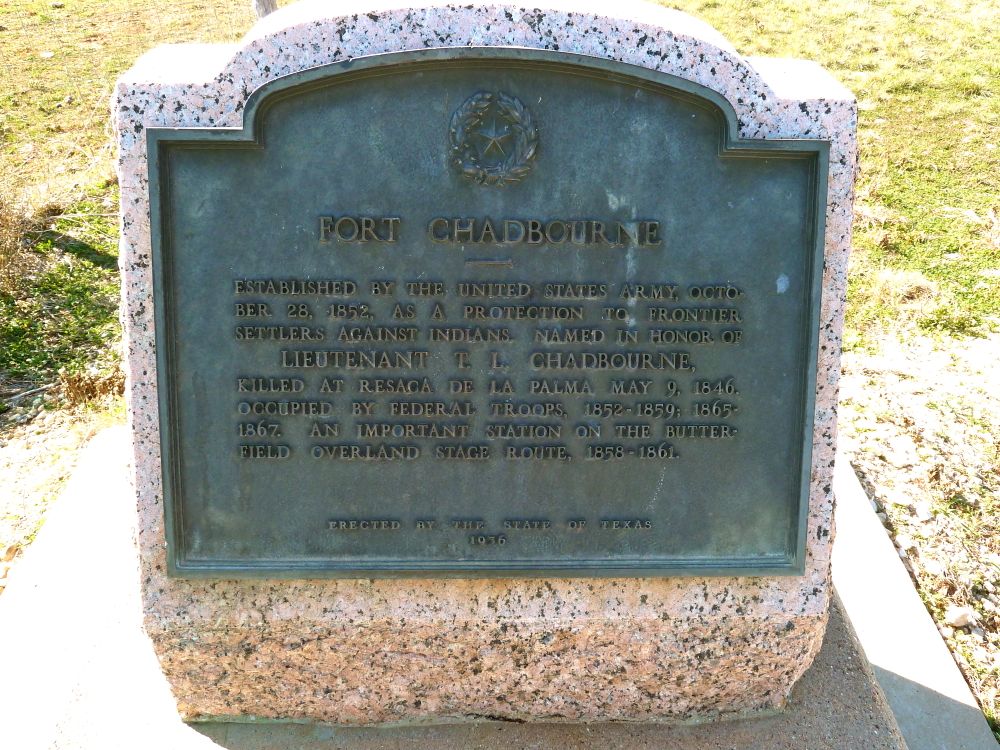 FORT CHADBOURNE
ESTABLISHED BY THE UNITED STATES ARMY, OCTO-
BER 28, 1852, AS A PROTECTION TO FRONTIER
SETTLERS AGAINST INDIANS. NAMED IN HONOR OF
LIEUTENANT T. L. CHADBOURNE,
KILLED AT RESACA DE LA PALMA MAY 9, 1846.
OCCUPIED BY FEDERAL TROOPS, 1852-1859; 1865-
1867. AN IMPORTANT STATION ON THE BUTTER-
FIELD OVERLAND STAGE ROUTE, 1858-1861.
ERECTED BY THE STATE OF TEXAS
1936